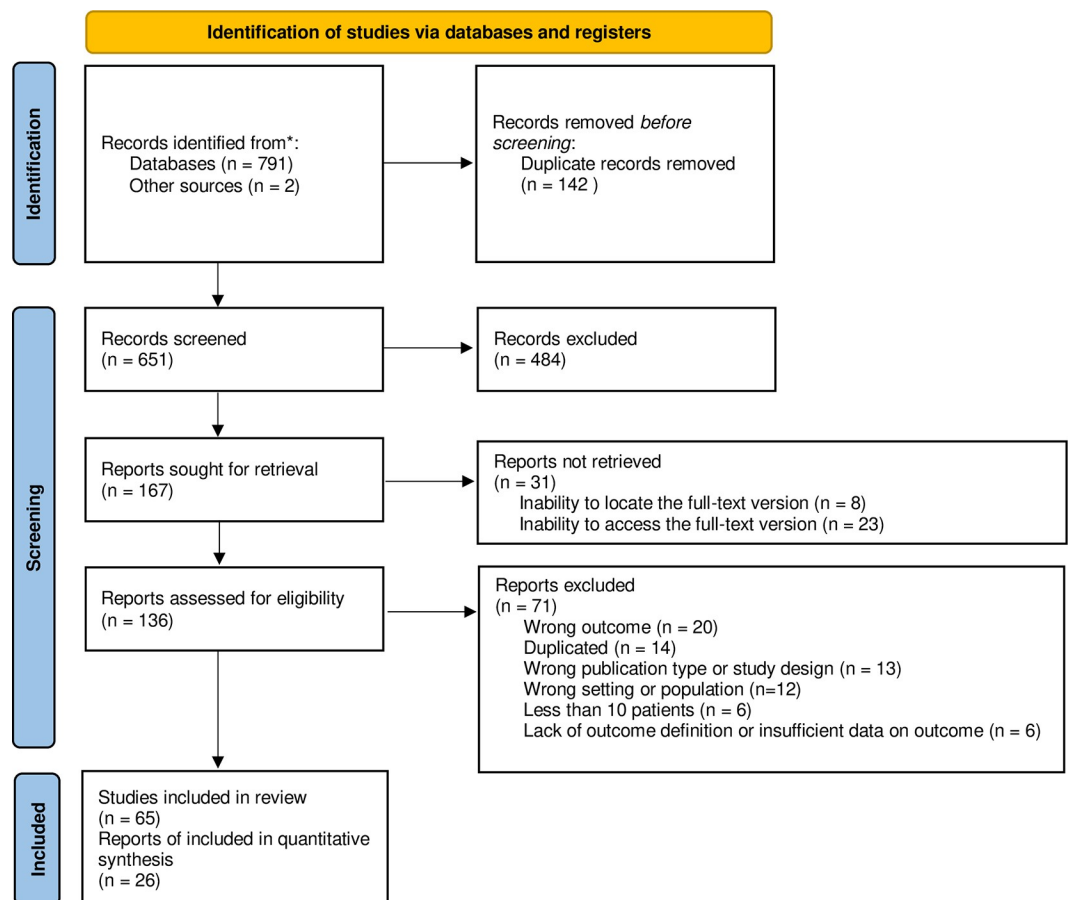 Identification of studies via databases and registers
Identification
Records identified from*:
Databases (n = 791)
Other sources (n = 2)
Records removed before
screening:
Duplicate records removed
(n = 142 )
Screening
Records screened
(n = 651)
Records excluded
(n = 484)
Reports sought for retrieval
(n = 167)
Reports not retrieved
(n = 31)
Inability to locate the full-text version (n = 8)
Inability to access the full-text version (n = 23)
Reports assessed for eligibility
(n = 136)
Reports excluded
(n = 71)
Wrong outcome (n = 20)
Duplicated (n = 14)
Wrong publication type or study design (n = 13)
Wrong setting or population (n=12)
Less than 10 patients (n = 6)
Lack of outcome definition or insufficient data on outcome (n = 6)
Included
Studies included in review
(n = 65)
Reports of included in quantitative
synthesis
(n = 26)